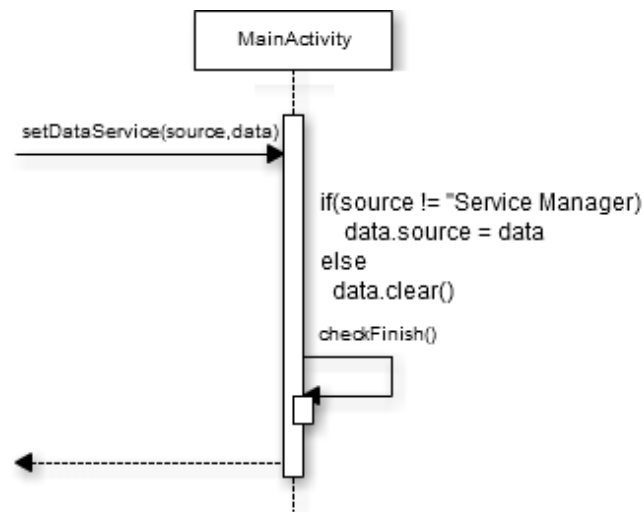 MainActivity
setDataService(source,data)
if(source != "Service Manager)
data.source = data
else
data.clear()
checkFinish()